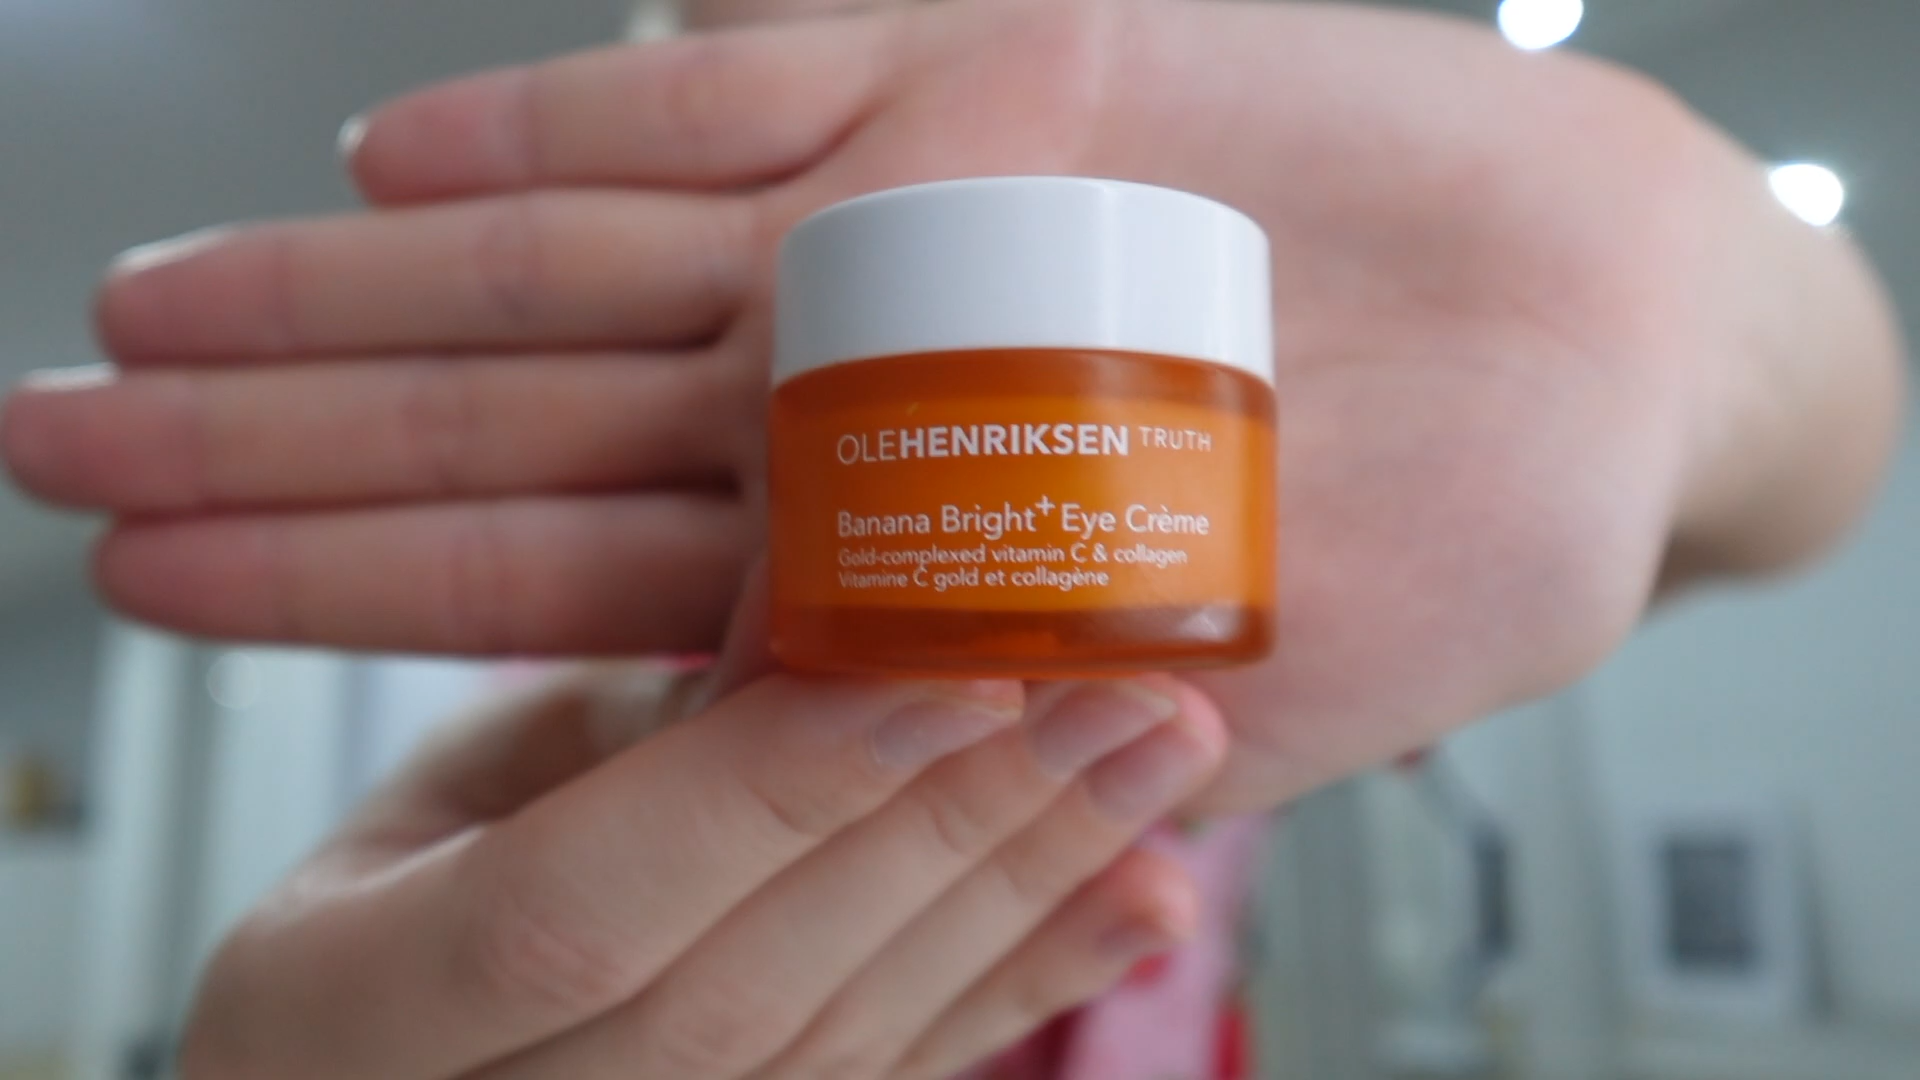 OLEHENRIKSEN TRUTH
Banana Bright+ Eye Crème
Gold-complexed vitamin C & collagen
Vitamine C gold et collagène